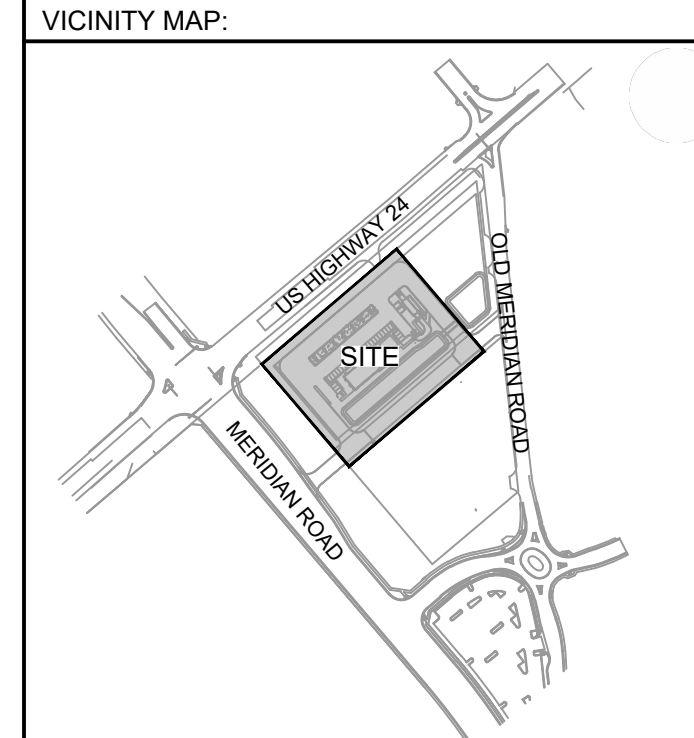 VICINITY MAP:
US HIGHWAY 24
OLD MERIDIAN ROAD
SITE
MERIDIAN ROAD